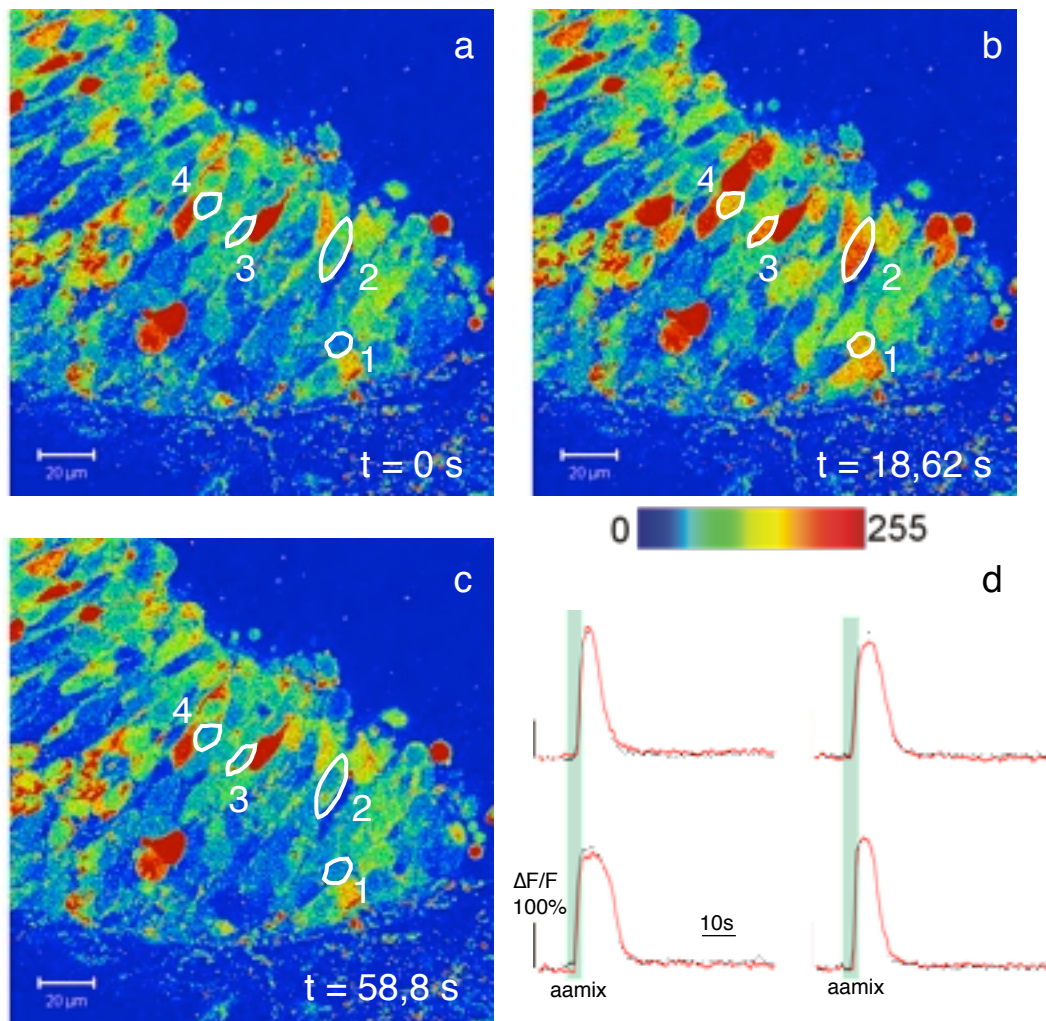 a
4
3
2
1
20 µm
t = 0 s
b
4
3
2
1
20 µm
t = 18,62 s
0
255
c
4
3
2
1
20 µm
t = 58,8 s
d
ΔF/F
100%
10s
aamix
aamix